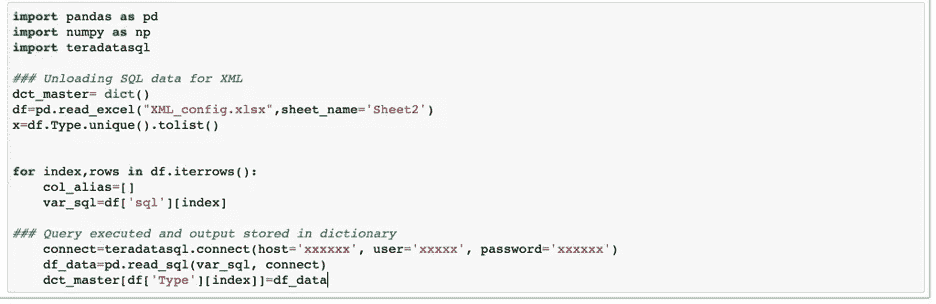 import pandas as pd
import numpy as np
import teradatasql
### Unloading SQL data for XML
dct_master= dict()
df=pd.read_excel("XML_config.xlsx",sheet_name='Sheet2')
x=df.Type.unique().tolist()
for index,rows in df.iterrows():
    col_alias=[]
    var_sql=df['sql'][index]
### Query executed and output stored in dictionary
    connect=teradatasql.connect(host='xxxxxx', user='xxxxx', password='xxxxxx')
    df_data=pd.read_sql(var_sql, connect)
    dct_master[df['Type'][index]]=df_data